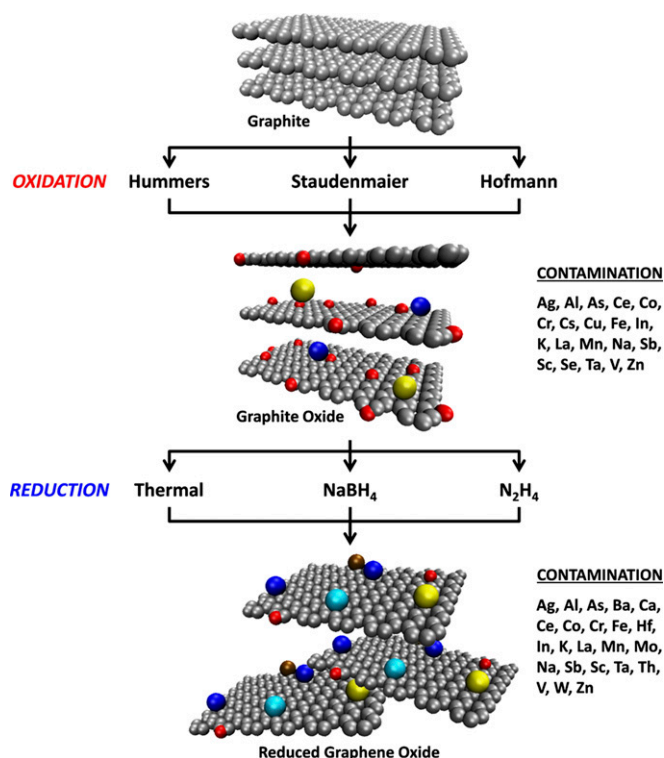 Graphite
OXIDATION Hummers Staudenmaier Hofmann
CONTAMINATION
Ag, Al, As, Ce, Co,
Cr, Cs, Cu, Fe, In,
K, La, Mn, Na, Sb,
Sc, Se, Ta, V, Zn
Graphite Oxide
REDUCTION Thermal NaBH₄ N₂H₄
CONTAMINATION
Ag, Al, As, Ba, Ca,
Ce, Co, Cr, Fe, Hf,
In, K, La, Mn, Mo,
Na, Sb, Sc, Ta, Th,
V, W, Zn
Reduced Graphene Oxide